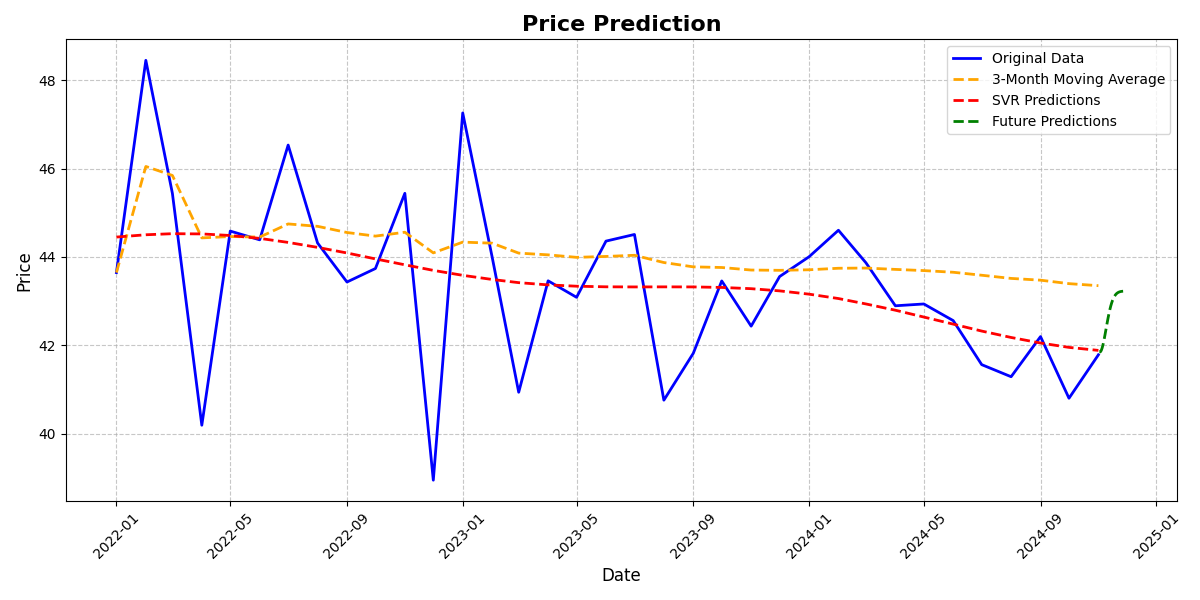 Price Prediction
Original Data
3-Month Moving Average
SVR Predictions
Future Predictions
Price
48
46
44
42
40
2022-01
2022-05
2022-09
2023-01
2023-05
2023-09
2024-01
2024-05
2024-09
2025-01
Date